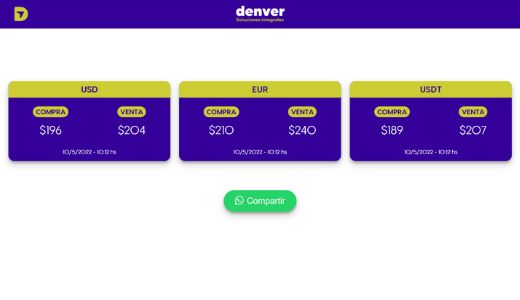 denver
Soluciones integrales
USD
COMPRA VENTA
$196 $204
10/5/2022 - 10:12 hs
EUR
COMPRA VENTA
$210 $240
10/5/2022 - 10:12 hs
USDT
COMPRA VENTA
$189 $207
10/5/2022 - 10:12 hs
Compartir